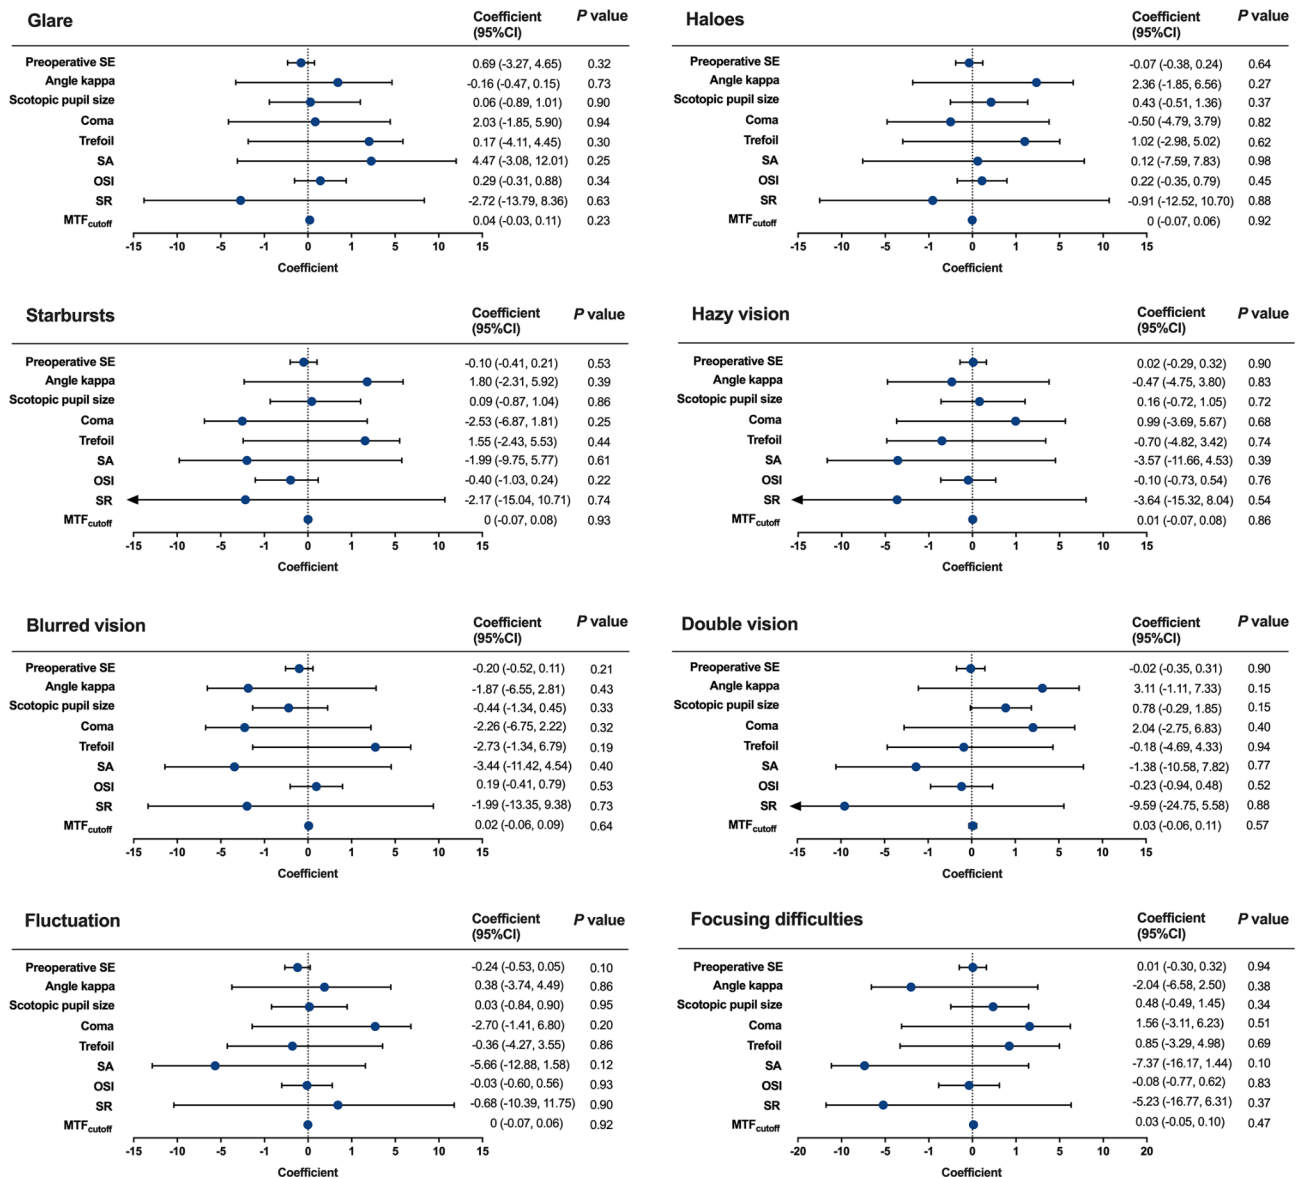 Glare
Coefficient (95%CI) P value
Preoperative SE 0.69 (-3.27, 4.65) 0.32
Angle kappa -0.16 (-0.47, 0.15) 0.73
Scotopic pupil size 0.06 (-0.89, 1.01) 0.90
Coma 2.03 (-1.85, 5.90) 0.94
Trefoil 0.17 (-4.11, 4.45) 0.30
SA 4.47 (-3.08, 12.01) 0.25
OSI 0.29 (-0.31, 0.88) 0.34
SR -2.72 (-13.79, 8.36) 0.63
MTFcutoff 0.04 (-0.03, 0.11) 0.23
-15 -10 -5 -1 0 1 5 10 15
Coefficient
Haloes
Coefficient (95%CI) P value
Preoperative SE -0.07 (-0.38, 0.24) 0.64
Angle kappa 2.36 (-1.85, 6.56) 0.27
Scotopic pupil size 0.43 (-0.51, 1.36) 0.37
Coma -0.50 (-4.79, 3.79) 0.82
Trefoil 1.02 (-2.98, 5.02) 0.62
SA 0.12 (-7.59, 7.83) 0.98
OSI 0.22 (-0.35, 0.79) 0.45
SR -0.91 (-12.52, 10.70) 0.88
MTFcutoff 0 (-0.07, 0.06) 0.92
-15 -10 -5 -1 0 1 5 10 15
Coefficient
Starbursts
Coefficient (95%CI) P value
Preoperative SE -0.10 (-0.41, 0.21) 0.53
Angle kappa 1.80 (-2.31, 5.92) 0.39
Scotopic pupil size 0.09 (-0.87, 1.04) 0.86
Coma -2.53 (-6.87, 1.81) 0.25
Trefoil 1.55 (-2.43, 5.53) 0.44
SA -1.99 (-9.75, 5.77) 0.61
OSI -0.40 (-1.03, 0.24) 0.22
SR -2.17 (-15.04, 10.71) 0.74
MTFcutoff 0 (-0.07, 0.08) 0.93
-15 -10 -5 -1 0 1 5 10 15
Coefficient
Hazy vision
Coefficient (95%CI) P value
Preoperative SE 0.02 (-0.29, 0.32) 0.90
Angle kappa -0.47 (-4.75, 3.80) 0.83
Scotopic pupil size 0.16 (-0.72, 1.05) 0.72
Coma 0.99 (-3.69, 5.67) 0.68
Trefoil -0.70 (-4.82, 3.42) 0.74
SA -3.57 (-11.66, 4.53) 0.39
OSI -0.10 (-0.73, 0.54) 0.76
SR -3.64 (-15.32, 8.04) 0.54
MTFcutoff 0.01 (-0.07, 0.08) 0.86
-15 -10 -5 -1 0 1 5 10 15
Coefficient
Blurred vision
Coefficient (95%CI) P value
Preoperative SE -0.20 (-0.52, 0.11) 0.21
Angle kappa -1.87 (-6.55, 2.81) 0.43
Scotopic pupil size -0.44 (-1.34, 0.45) 0.33
Coma -2.26 (-6.75, 2.22) 0.32
Trefoil -2.73 (-1.34, 6.79) 0.19
SA -3.44 (-11.42, 4.54) 0.40
OSI 0.19 (-0.41, 0.79) 0.53
SR -1.99 (-13.35, 9.38) 0.73
MTFcutoff 0.02 (-0.06, 0.09) 0.64
-15 -10 -5 -1 0 1 5 10 15
Coefficient
Double vision
Coefficient (95%CI) P value
Preoperative SE -0.02 (-0.35, 0.31) 0.90
Angle kappa 3.11 (-1.11, 7.33) 0.15
Scotopic pupil size 0.78 (-0.29, 1.85) 0.15
Coma 2.04 (-2.75, 6.83) 0.40
Trefoil -0.18 (-4.69, 4.33) 0.94
SA -1.38 (-10.58, 7.82) 0.77
OSI -0.23 (-0.94, 0.48) 0.52
SR -9.59 (-24.75, 5.58) 0.88
MTFcutoff 0.03 (-0.06, 0.11) 0.57
-15 -10 -5 -1 0 1 5 10 15
Coefficient
Fluctuation
Coefficient (95%CI) P value
Preoperative SE -0.24 (-0.53, 0.05) 0.10
Angle kappa 0.38 (-3.74, 4.49) 0.86
Scotopic pupil size 0.03 (-0.84, 0.90) 0.95
Coma -2.70 (-1.41, 6.80) 0.20
Trefoil -0.36 (-4.27, 3.55) 0.86
SA -5.66 (-12.88, 1.58) 0.12
OSI -0.03 (-0.60, 0.56) 0.93
SR -0.68 (-10.39, 11.75) 0.90
MTFcutoff 0 (-0.07, 0.06) 0.92
-15 -10 -5 -1 0 1 5 10 15
Coefficient
Focusing difficulties
Coefficient (95%CI) P value
Preoperative SE 0.01 (-0.30, 0.32) 0.94
Angle kappa -2.04 (-6.58, 2.50) 0.38
Scotopic pupil size 0.48 (-0.49, 1.45) 0.34
Coma 1.56 (-3.11, 6.23) 0.51
Trefoil 0.85 (-3.29, 4.98) 0.69
SA -7.37 (-16.17, 1.44) 0.10
OSI -0.08 (-0.77, 0.62) 0.83
SR -5.23 (-16.77, 6.31) 0.37
MTFcutoff 0.03 (-0.05, 0.10) 0.47
-20 -10 -5 -1 0 1 5 10 20
Coefficient